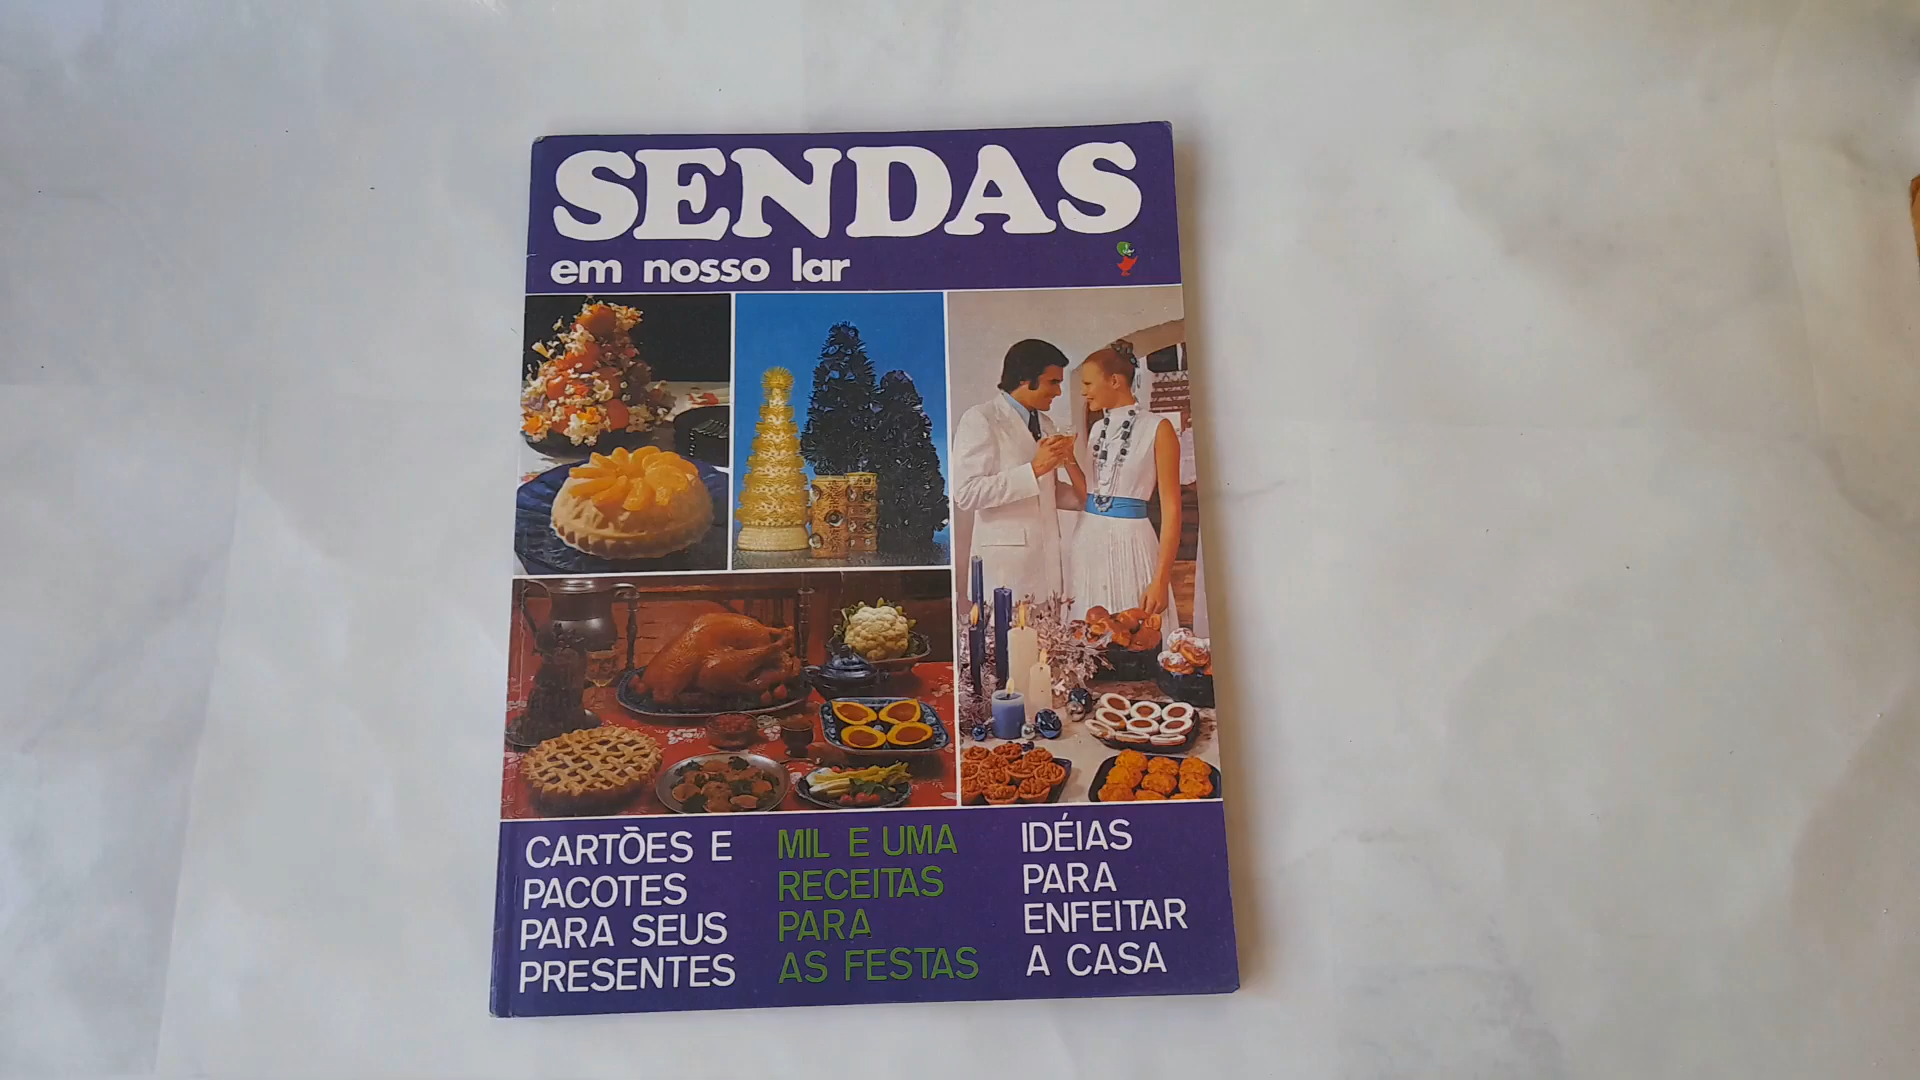 SENDAS
em nosso lar
CARTÕES E
PACOTES
PARA SEUS
PRESENTES
MIL E UMA
RECEITAS
PARA
AS FESTAS
IDÉIAS
PARA
ENFEITAR
A CASA